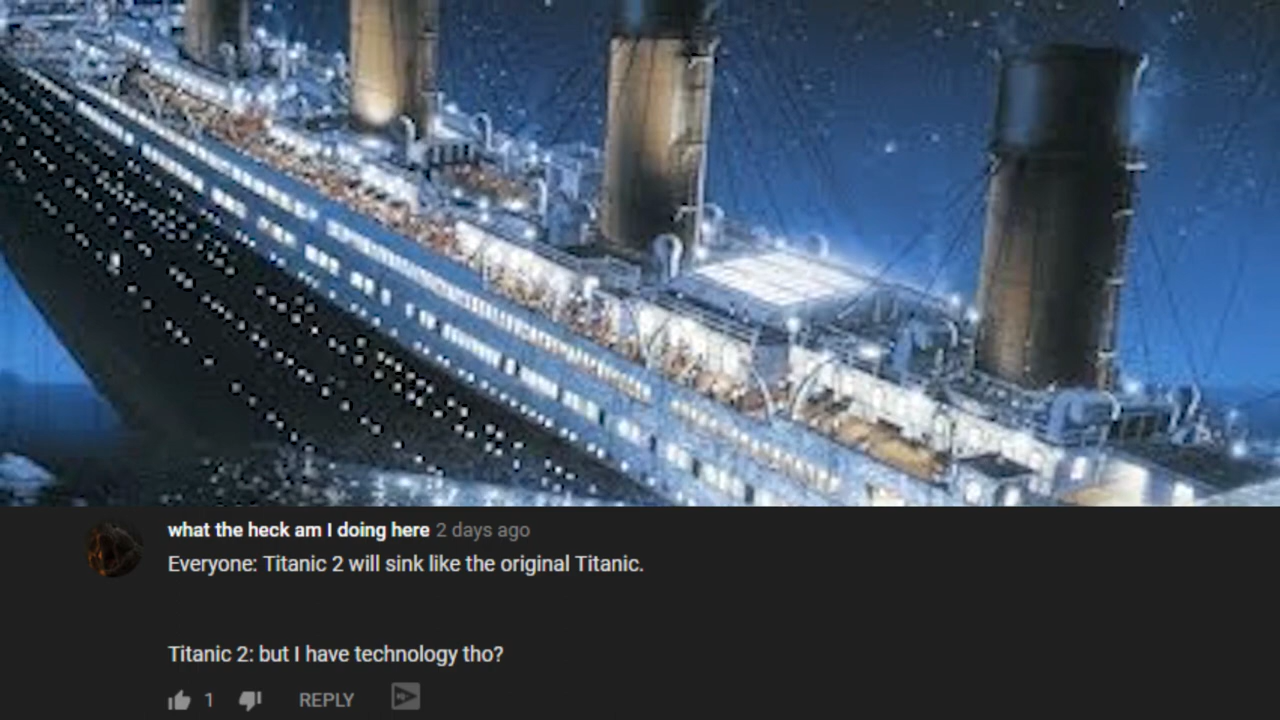 what the heck am I doing here 2 days ago
Everyone: Titanic 2 will sink like the original Titanic.
Titanic 2: but I have technology tho?
1 REPLY